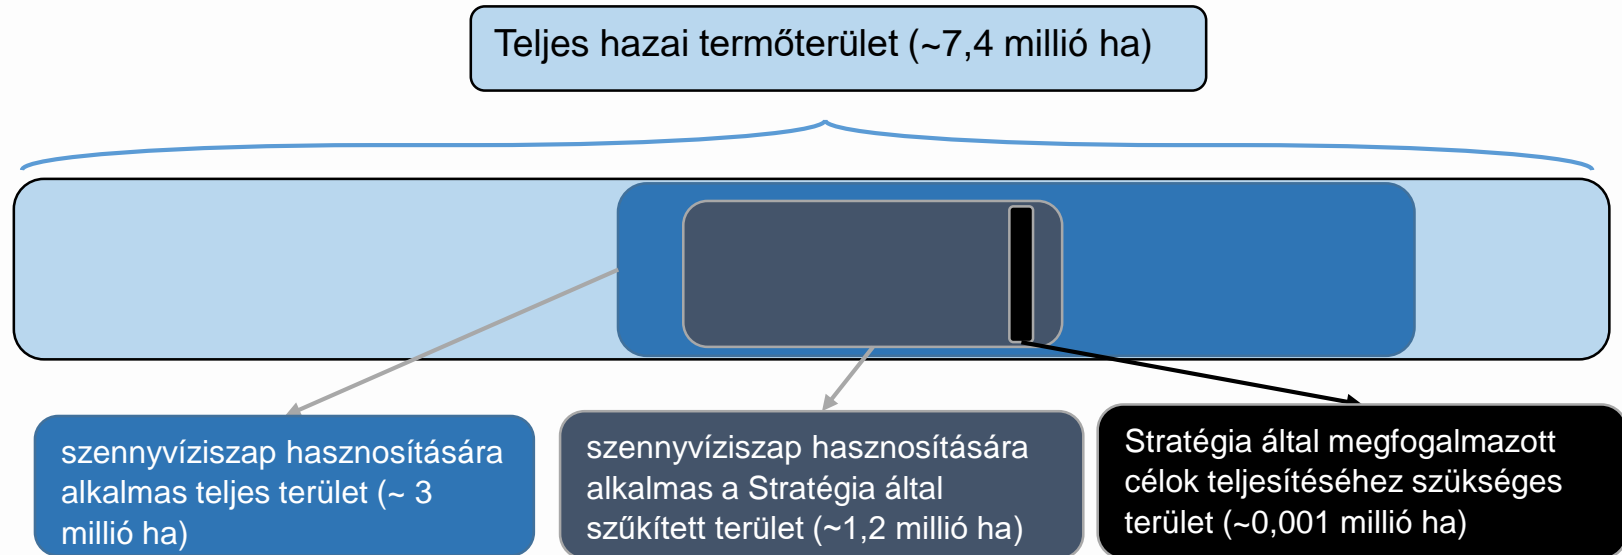 Teljes hazai termőterület (~7,4 millió ha)
szennyvíziszap hasznosítására
alkalmas teljes terület (~ 3
millió ha)
szennyvíziszap hasznosítására
alkalmas a Stratégia által
szűkített terület (~1,2 millió ha)
Stratégia által megfogalmazott
célok teljesítéséhez szükséges
terület (~0,001 millió ha)